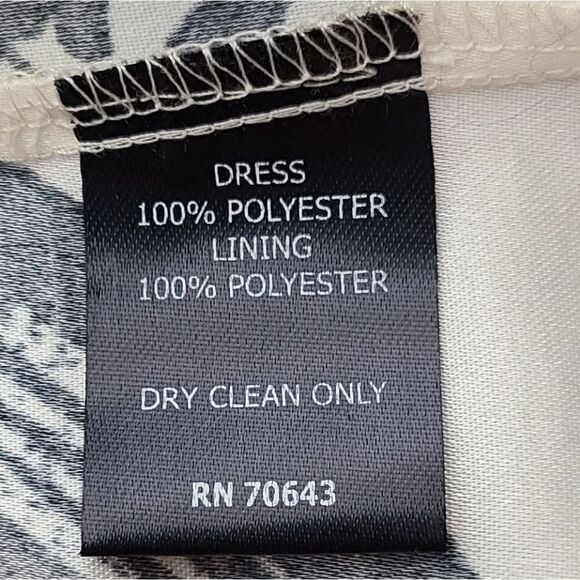 DRESS
100% POLYESTER
LINING
100% POLYESTER
DRY CLEAN ONLY
RN 70643